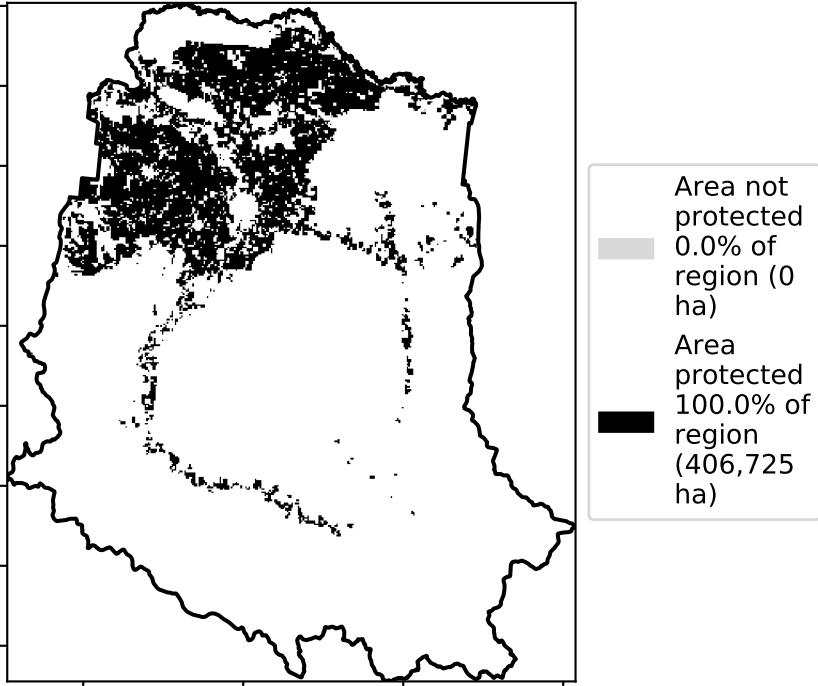 Area not
protected
0.0% of
region (0
ha)
Area
protected
100.0% of
region
(406,725
ha)